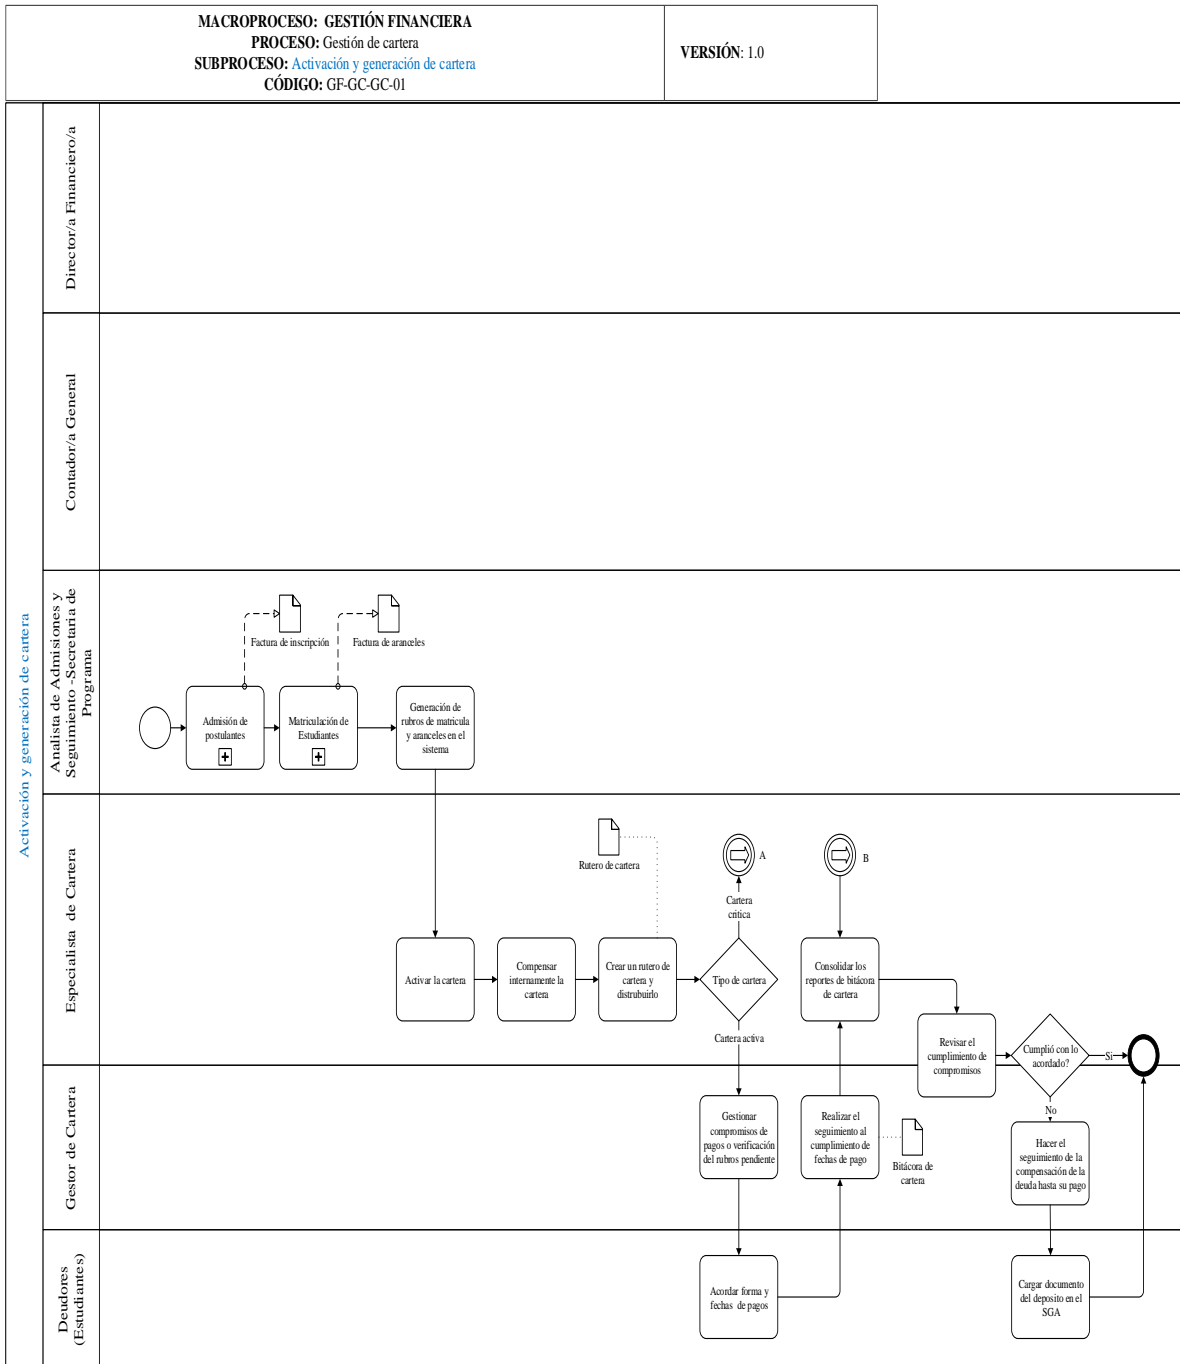 MACROPROCESO: GESTIÓN FINANCIERA
PROCESO: Gestión de cartera
SUBPROCESO: Activación y generación de cartera
CÓDIGO: GF-GC-GC-01
VERSIÓN: 1.0
Activación y generación de cartera
Director/a Financiero/a
Contador/a General
Analista de Admisiones y
Seguimiento -Secretaria de
Programa
Factura de inscripción
Factura de aranceles
Admisión de
postulantes
Matriculación de
Estudiantes
Generación de
rubros de matricula
y aranceles en el
sistema
Especialista de Cartera
Rutero de cartera
A
B
Cartera
critica
Activar la cartera
Compensar
internamente la
cartera
Crear un rutero de
cartera y
distrubuirlo
Tipo de cartera
Consolidar los
reportes de bitácora
de cartera
Cartera activa
Revisar el
cumplimiento de
compromisos
Cumplió con lo
acordado?
Si
No
Gestor de Cartera
Gestionar
compromisos de
pagos o verificación
del rubros pendiente
Realizar el
seguimiento al
cumplimiento de
fechas de pago
Bitácora de
cartera
Hacer el
seguimiento de la
compensación de la
deuda hasta su pago
Deudores
(Estudiantes)
Acordar forma y
fechas de pagos
Cargar documento
del deposito en el
SGA